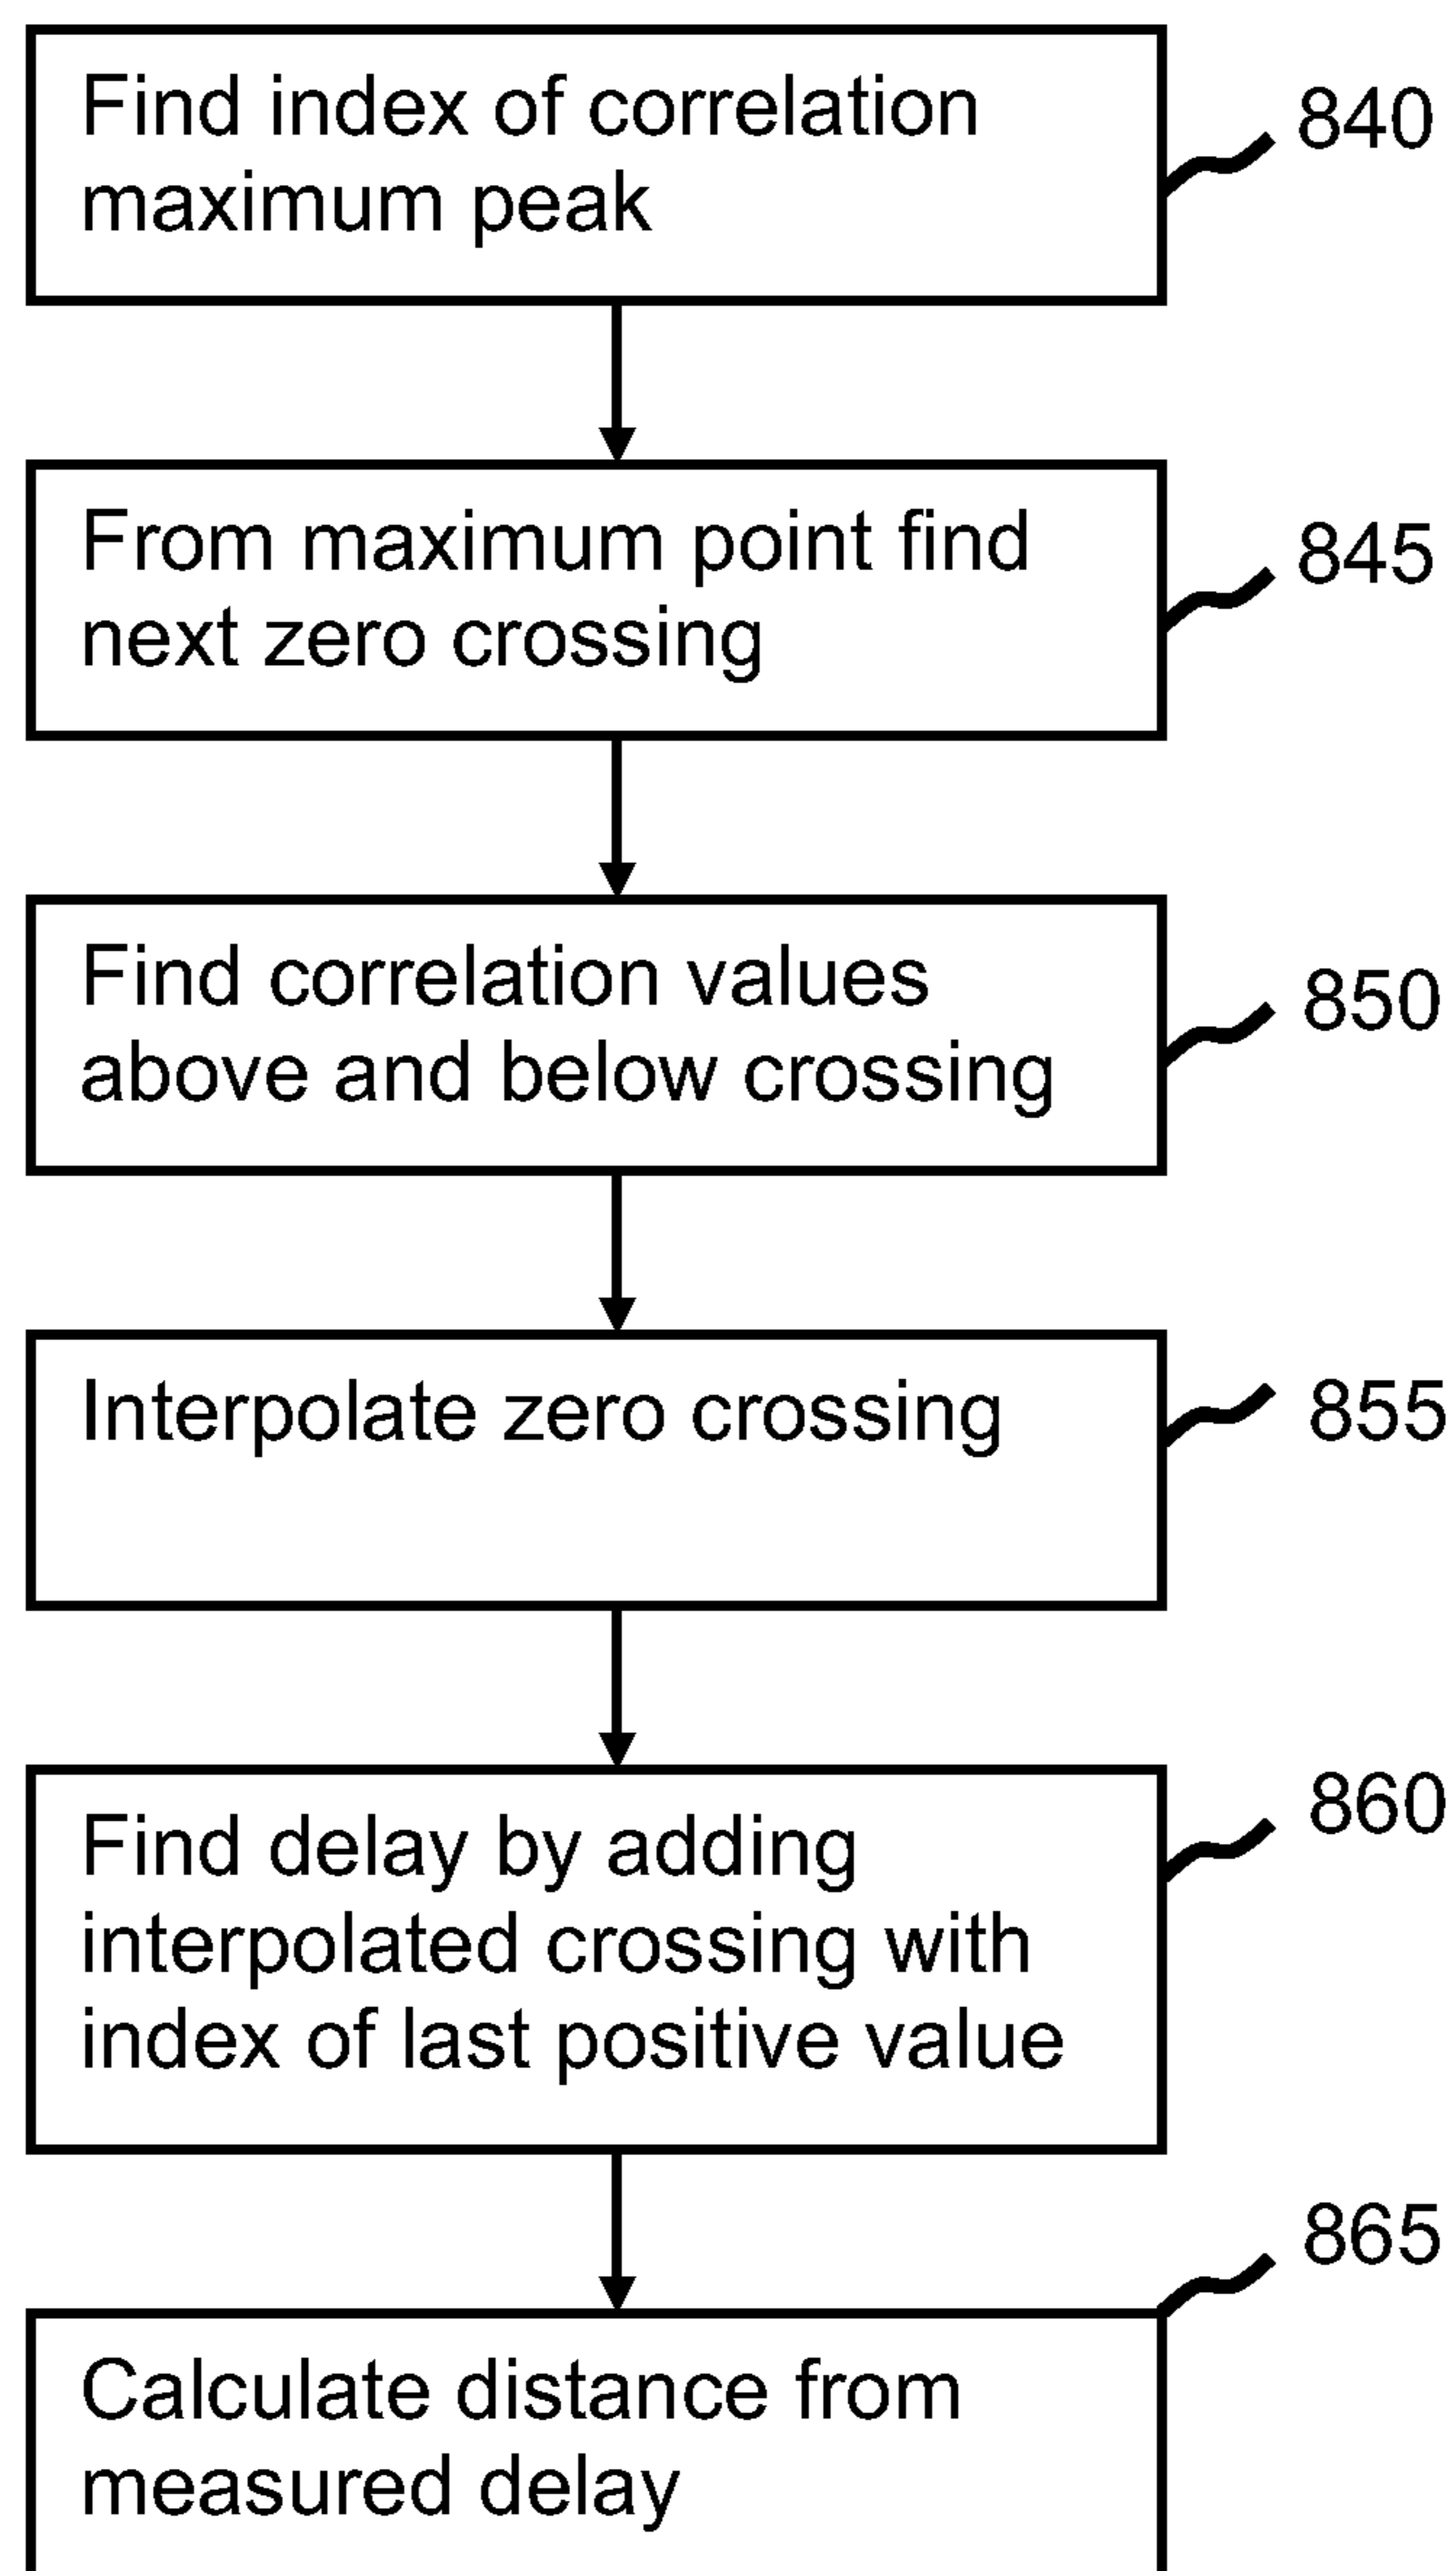 Find index of correlation
maximum peak
840
From maximum point find
next zero crossing
845
Find correlation values
above and below crossing
850
Interpolate zero crossing
855
Find delay by adding
interpolated crossing with
index of last positive value
860
Calculate distance from
measured delay
865